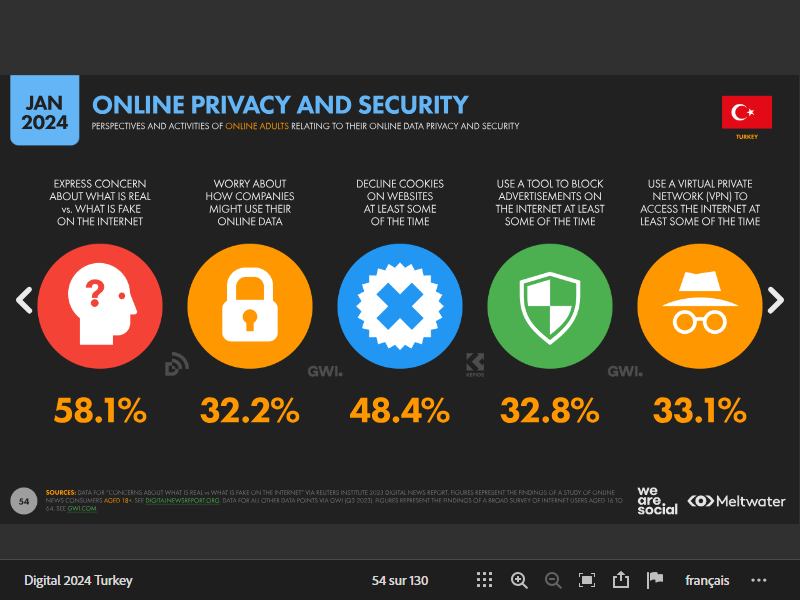 JAN
2024
ONLINE PRIVACY AND SECURITY
PERSPECTIVES AND ACTIVITIES OF ONLINE ADULTS RELATING TO THEIR ONLINE DATA PRIVACY AND SECURITY
TURKEY
EXPRESS CONCERN
ABOUT WHAT IS REAL
vs. WHAT IS FAKE
ON THE INTERNET
WORRY ABOUT
HOW COMPANIES
MIGHT USE THEIR
ONLINE DATA
DECLINE COOKIES
ON WEBSITES
AT LEAST SOME
OF THE TIME
USE A TOOL TO BLOCK
ADVERTISEMENTS ON
THE INTERNET AT LEAST
SOME OF THE TIME
USE A VIRTUAL PRIVATE
NETWORK (VPN) TO
ACCESS THE INTERNET AT
LEAST SOME OF THE TIME
?
GWI.
KEPIOS
GWI.
58.1%
32.2%
48.4%
32.8%
33.1%
54
SOURCES: DATA FOR "CONCERNS ABOUT WHAT IS REAL vs WHAT IS FAKE ON THE INTERNET" VIA REUTERS INSTITUTE 2023 DIGITAL NEWS REPORT. FIGURES REPRESENT THE FINDINGS OF A STUDY OF ONLINE
NEWS CONSUMERS AGED 18+. SEE DIGITALNEWSREPORT.ORG. DATA FOR ALL OTHER DATA POINTS VIA GWI (Q3 2023). FIGURES REPRESENT THE FINDINGS OF A BROAD SURVEY OF INTERNET USERS AGED 16 TO
64. SEE GWI.COM.
we
are.
social
Meltwater
Digital 2024 Turkey
54 sur 130
français